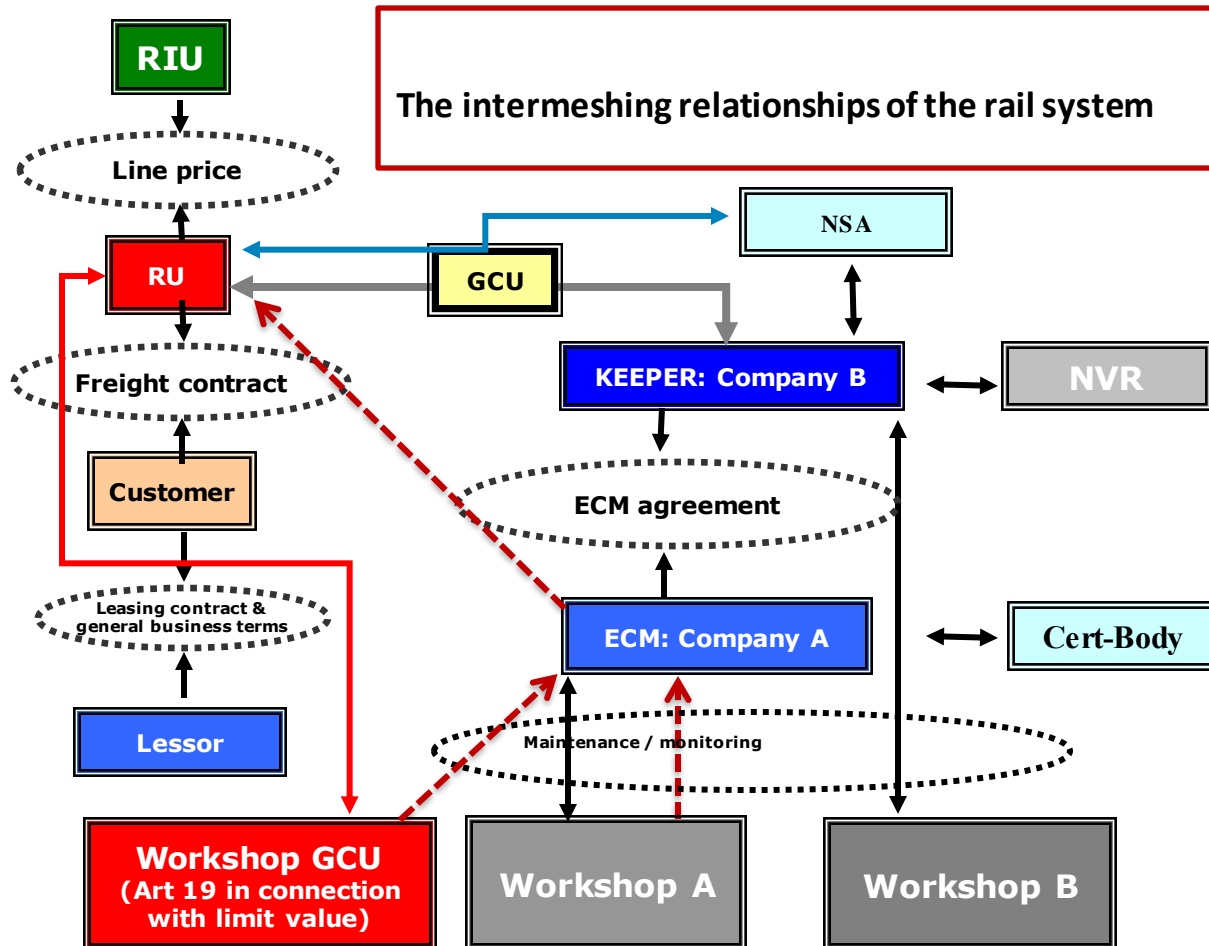 RIU
The intermeshing relationships of the rail system
Line price
NSA
RU
GCU
Freight contract
KEEPER: Company B
NVR
Customer
ECM agreement
Leasing contract &
general business terms
ECM: Company A
Cert-Body
Lessor
Maintenance / monitoring
Workshop GCU
(Art 19 in connection
with limit value)
Workshop A
Workshop B